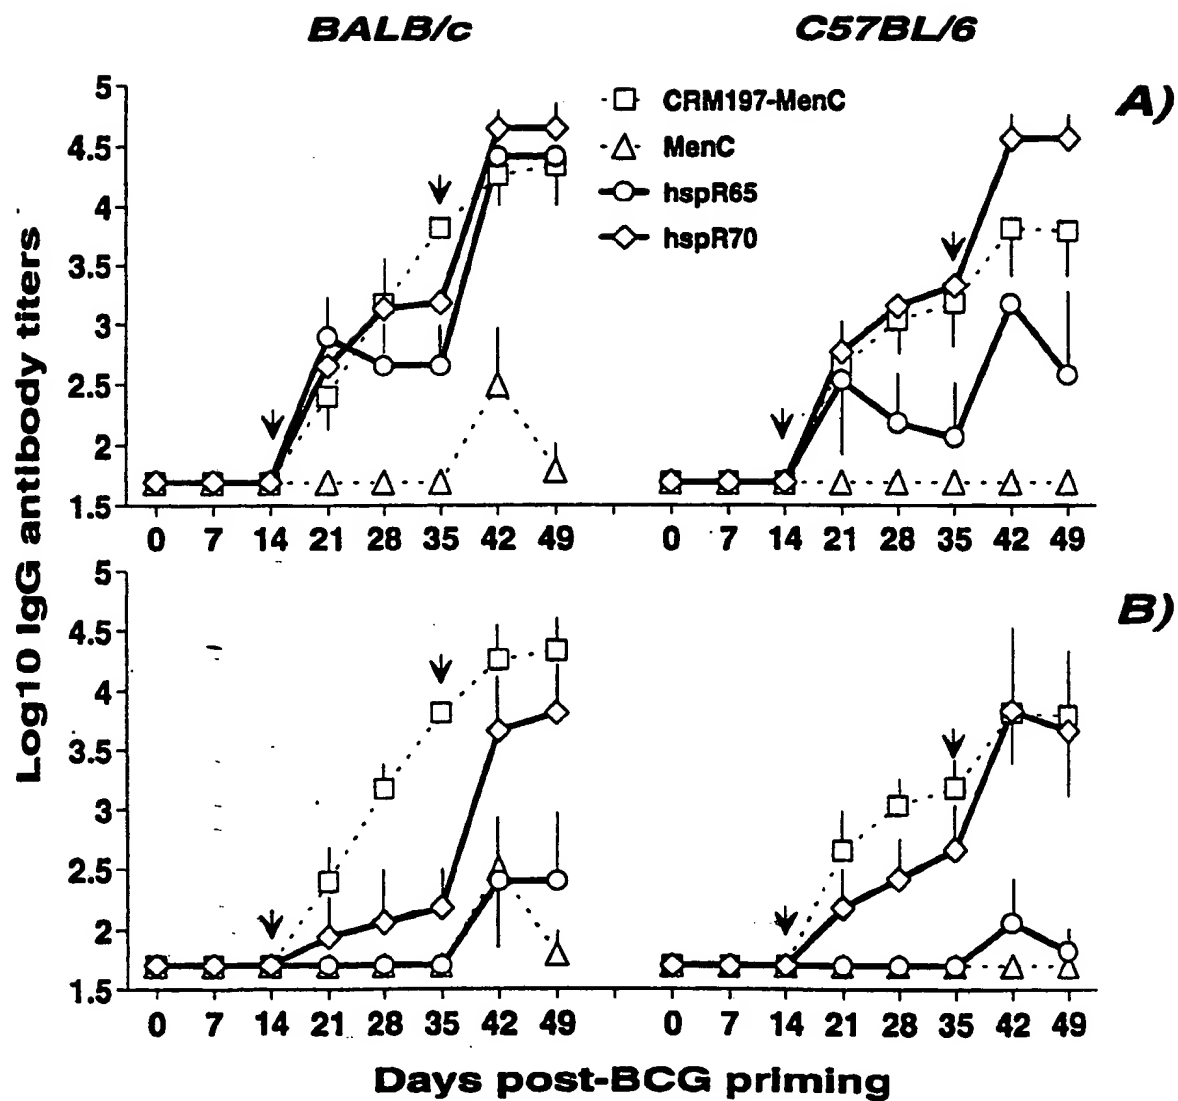 BALB/c
C57BL/6
A)
CRM197-MenC
MenC
hspR65
hspR70
Log10 IgG antibody titers
5
4.5
4
3.5
3
2.5
2
1.5
0 7 14 21 28 35 42 49
0 7 14 21 28 35 42 49
B)
5
4.5
4
3.5
3
2.5
2
1.5
0 7 14 21 28 35 42 49
0 7 14 21 28 35 42 49
Days post-BCG priming